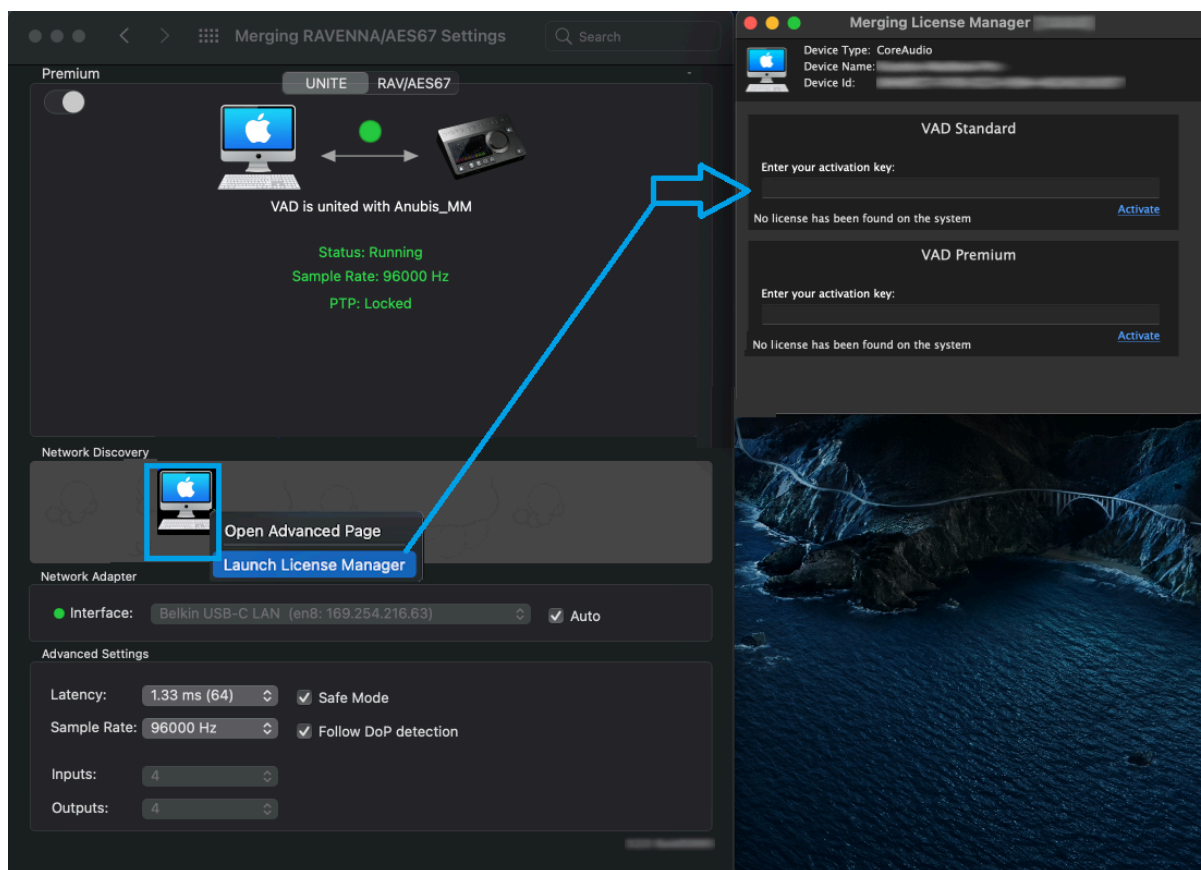 Merging RAVENNA/AES67 Settings
Search
Premium
UNITE
RAV/AES67
VAD is united with Anubis_MM
Status: Running
Sample Rate: 96000 Hz
PTP: Locked
Network Discovery
Open Advanced Page
Launch License Manager
Network Adapter
Interface: Belkin USB-C LAN (en8: 169.254.216.63) Auto
Advanced Settings
Latency: 1.33 ms (64) Safe Mode
Sample Rate: 96000 Hz Follow DoP detection
Inputs: 4
Outputs: 4
Merging License Manager
Device Type: CoreAudio
Device Name:
Device Id:
VAD Standard
Enter your activation key:
Activate
No license has been found on the system
VAD Premium
Enter your activation key:
Activate
No license has been found on the system